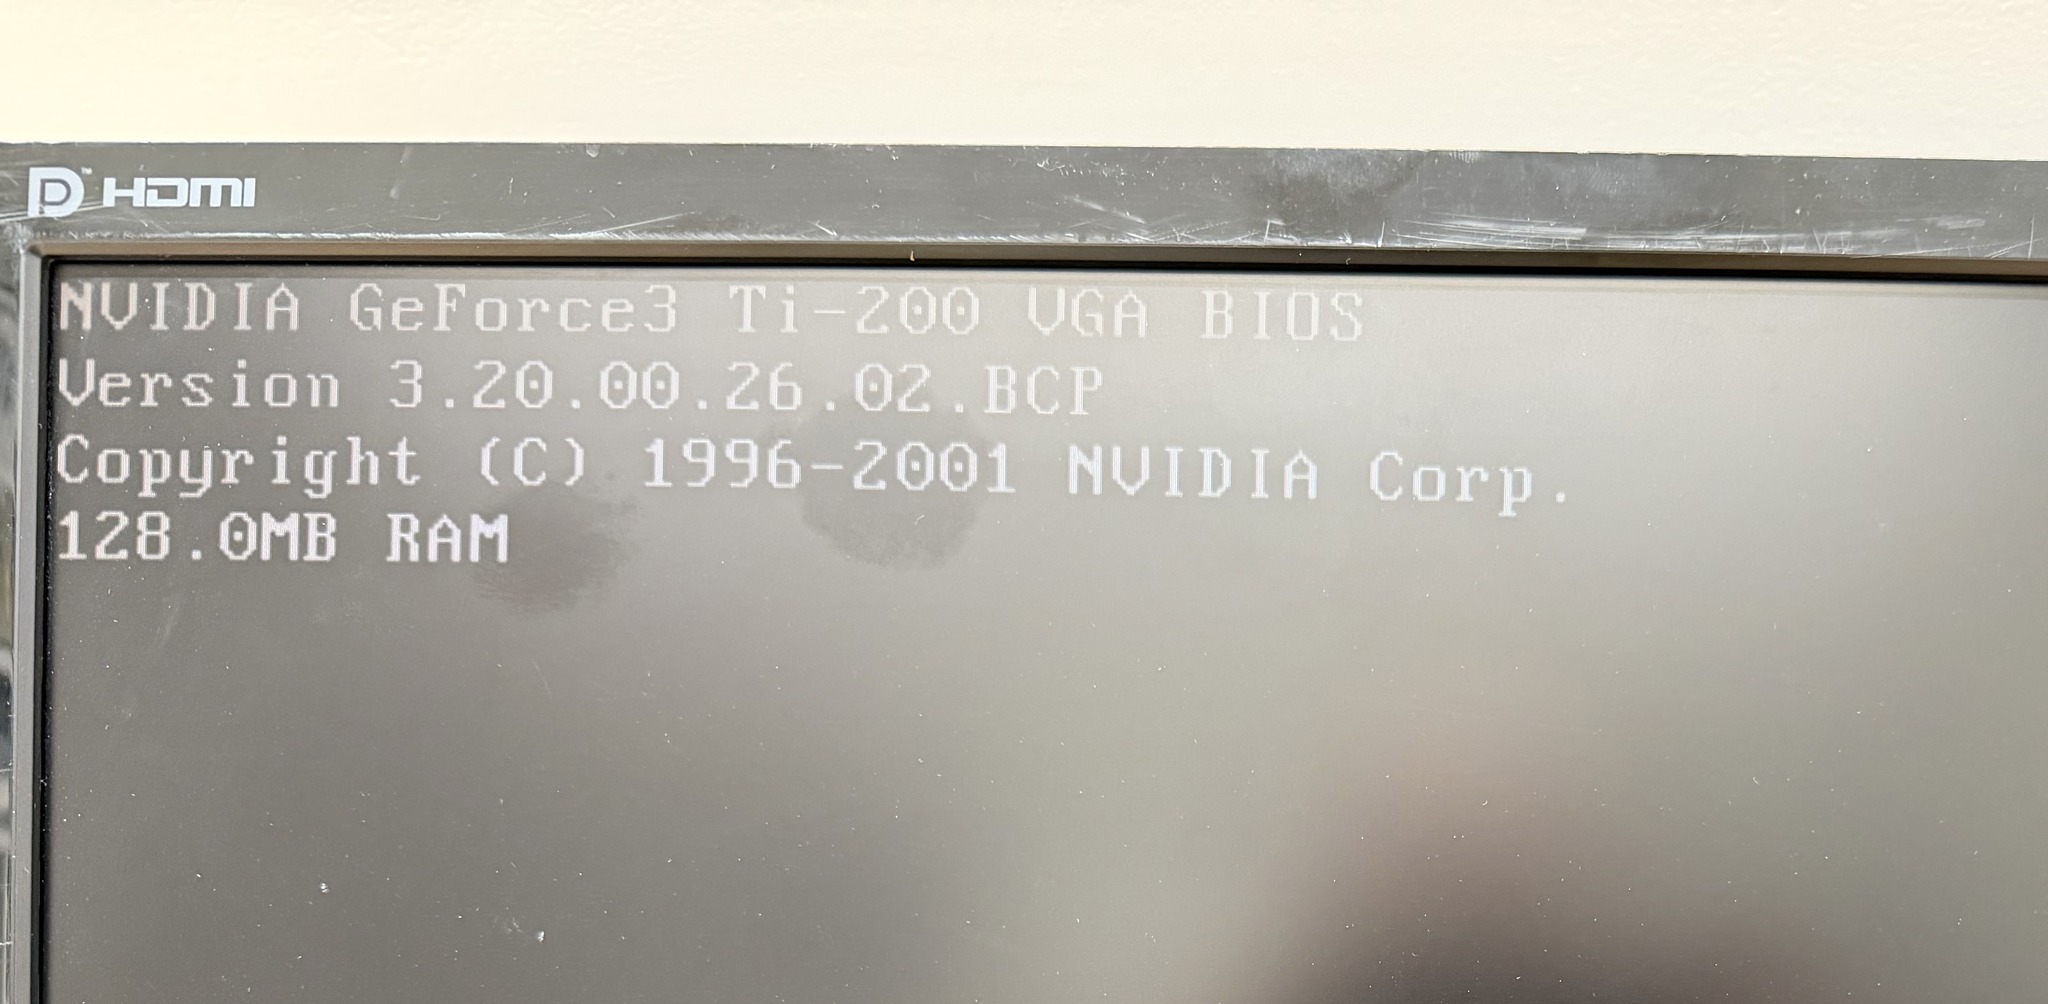 HDMI
NVIDIA GeForce3 Ti-200 VGA BIOS
Version 3.20.00.26.02.BCP
Copyright (C) 1996-2001 NVIDIA Corp.
128.0MB RAM